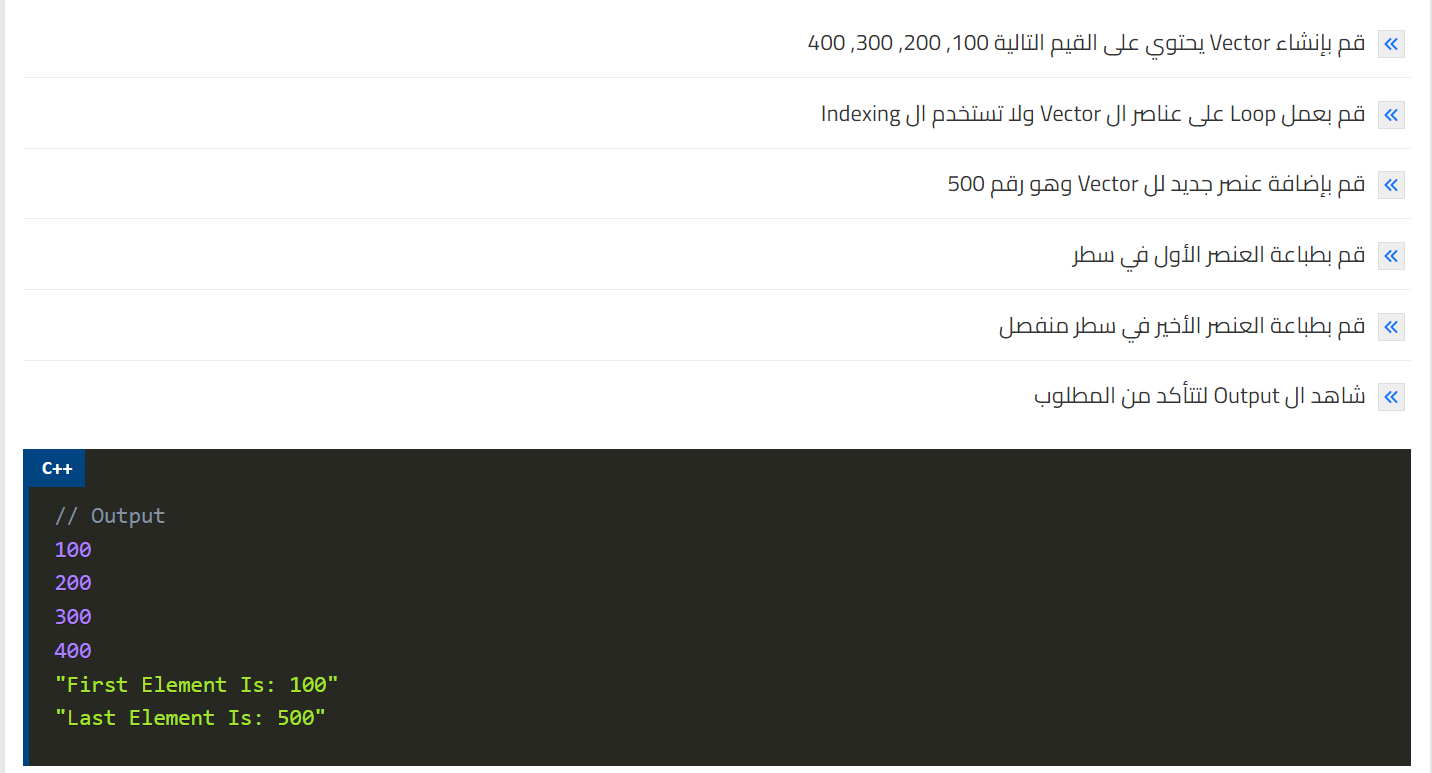 قم بإنشاء Vector يحتوي على القيم التالية 100, 200, 300, 400
قم بعمل Loop على عناصر ال Vector ولا تستخدم ال Indexing
قم بإضافة عنصر جديد لل Vector وهو رقم 500
قم بطباعة العنصر الأول في سطر
قم بطباعة العنصر الأخير في سطر منفصل
شاهد ال Output لتتأكد من المطلوب
C++
// Output
100
200
300
400
"First Element Is: 100"
"Last Element Is: 500"